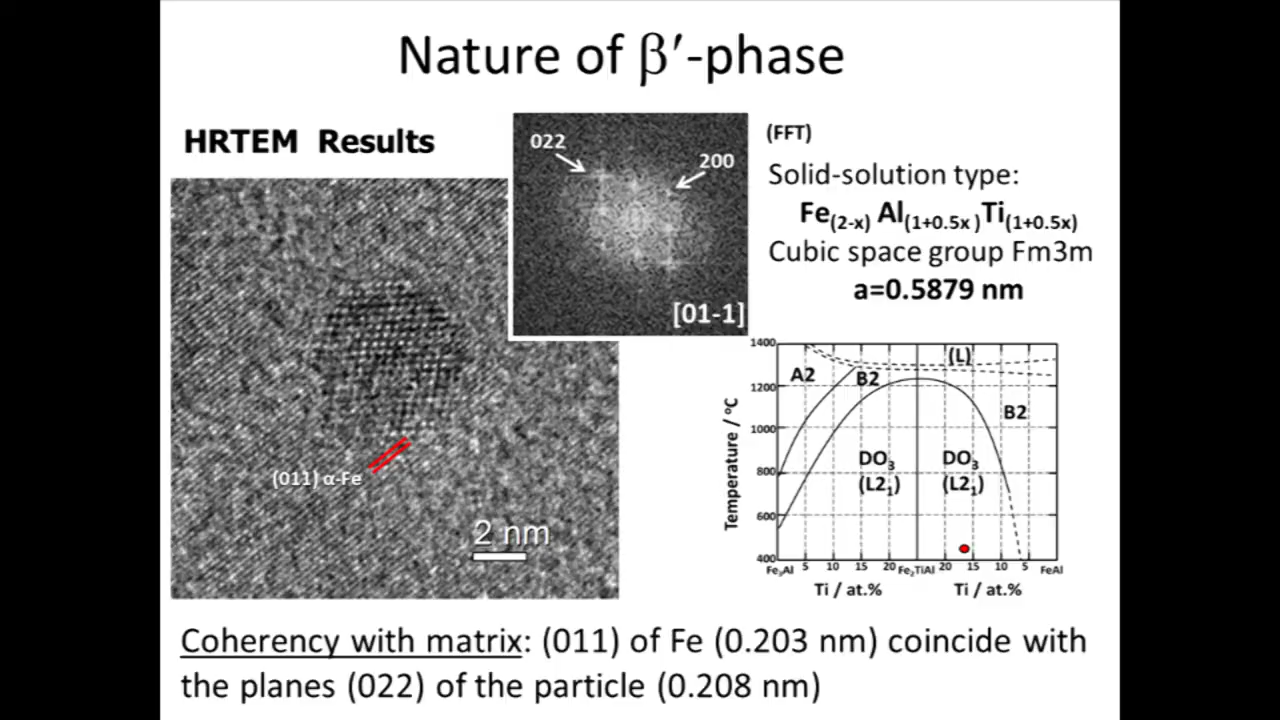 Nature of β′-phase
HRTEM Results
022
200
[01-1]
(FFT)
Solid-solution type:
Fe(2-x) Al(1+0.5x )Ti(1+0.5x)
Cubic space group Fm3m
a=0.5879 nm
(011) α-Fe
2 nm
1400
1200
1000
800
600
400
Temperature / °C
(L)
A2
B2
B2
DO3
(L21)
DO3
(L21)
Fe3Al 5 10 15 20 Fe2TiAl 20 15 10 5 FeAl
Ti / at.% Ti / at.%
Coherency with matrix: (011) of Fe (0.203 nm) coincide with
the planes (022) of the particle (0.208 nm)